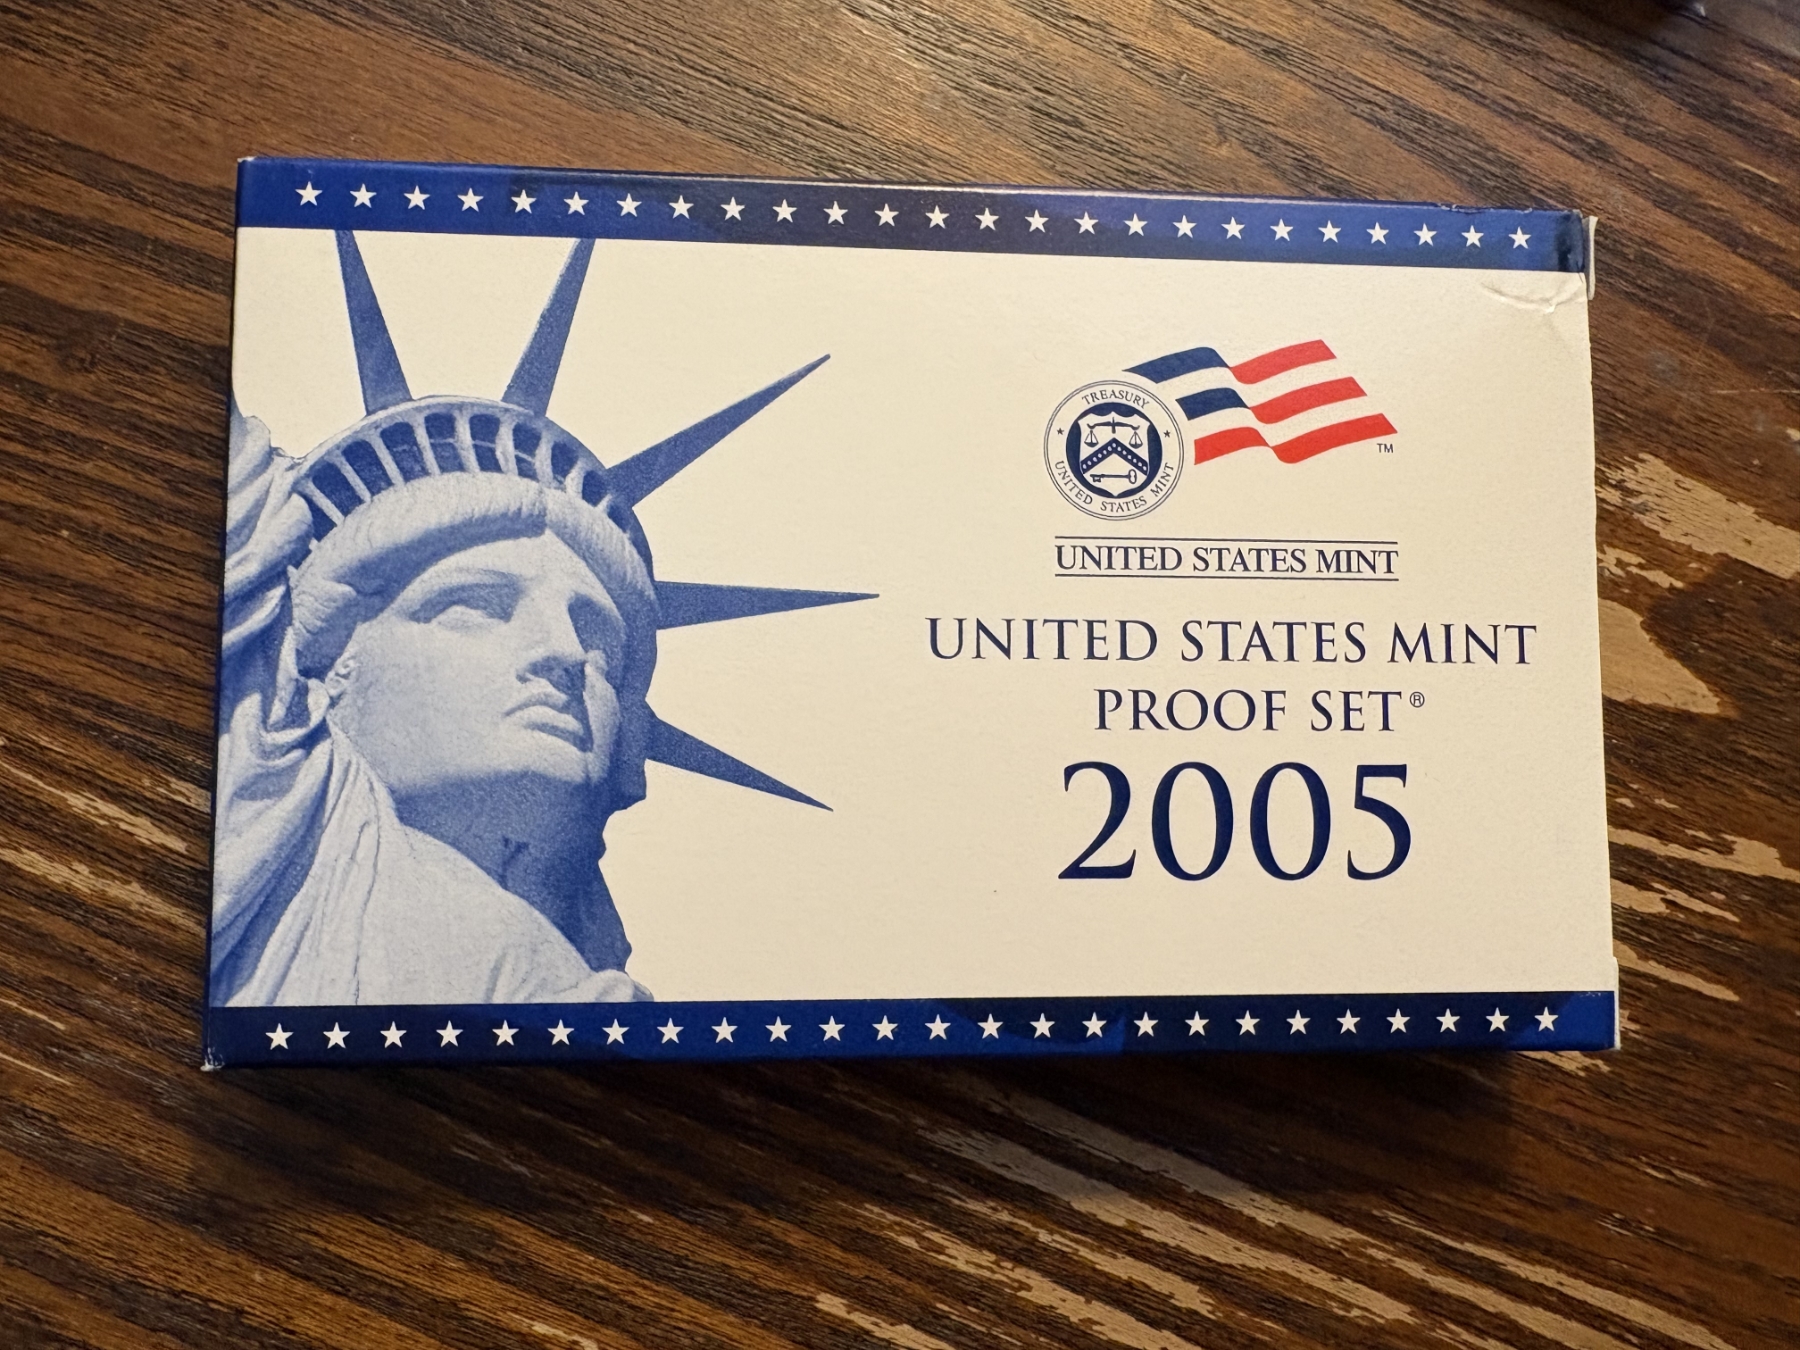 TREASURY
UNITED STATES MINT
TM
UNITED STATES MINT
UNITED STATES MINT
PROOF SET®
2005